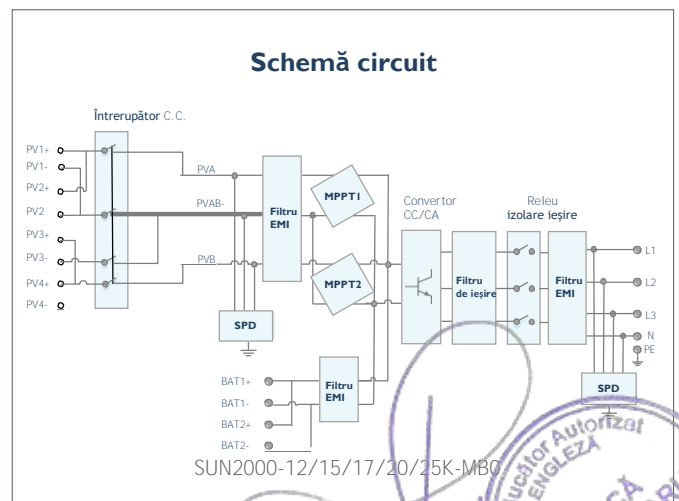 Schemă circuit
Întrerupător C.C.
PV1+
PV1-
PV2+
PV2
PV3+
PV3-
PV4+
PV4-
PVA
PVAB-
PVB
Filtru
EMI
MPPT1
MPPT2
SPD
Convertor
CC/CA
Filtru
de ieșire
Releu
izolare ieșire
Filtru
EMI
L1
L2
L3
N
PE
SPD
BAT1+
BAT1-
BAT2+
BAT2-
Filtru
EMI
SUN2000-12/15/17/20/25K-MB0
Autorizat
ENGLEZĂ